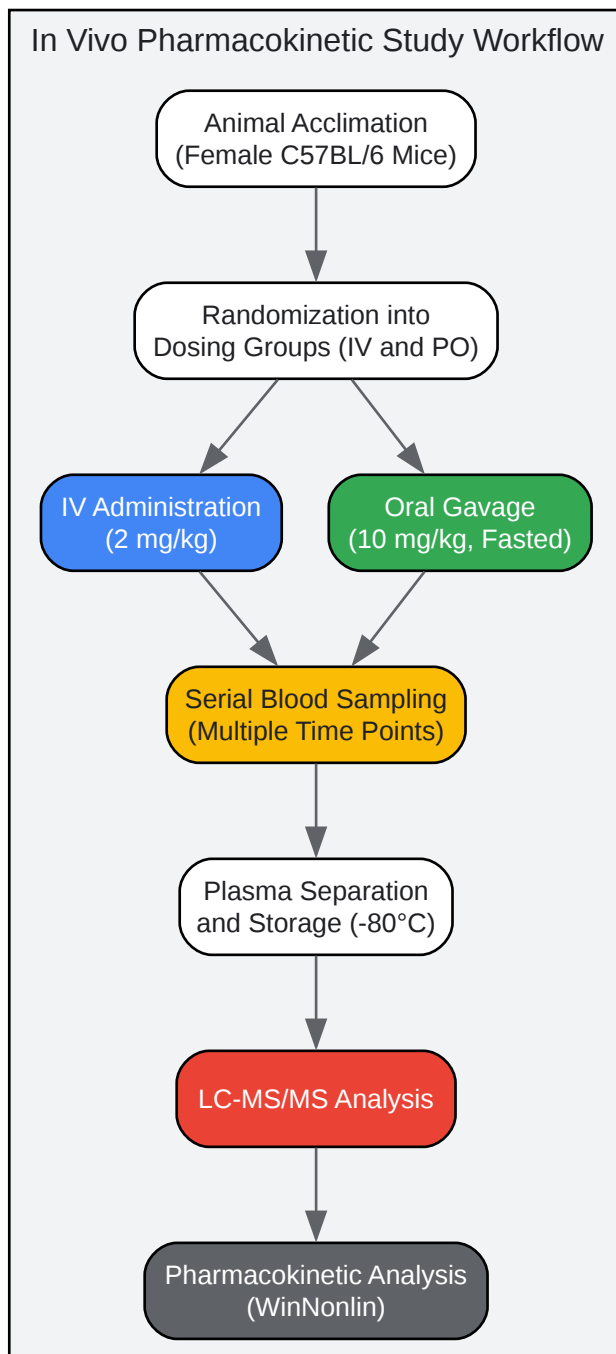 In Vivo Pharmacokinetic Study Workflow
Animal Acclimation
(Female C57BL/6 Mice)
Randomization into
Dosing Groups (IV and PO)
IV Administration
(2 mg/kg)
Oral Gavage
(10 mg/kg, Fasted)
Serial Blood Sampling
(Multiple Time Points)
Plasma Separation
and Storage (-80°C)
LC-MS/MS Analysis
Pharmacokinetic Analysis
(WinNonlin)